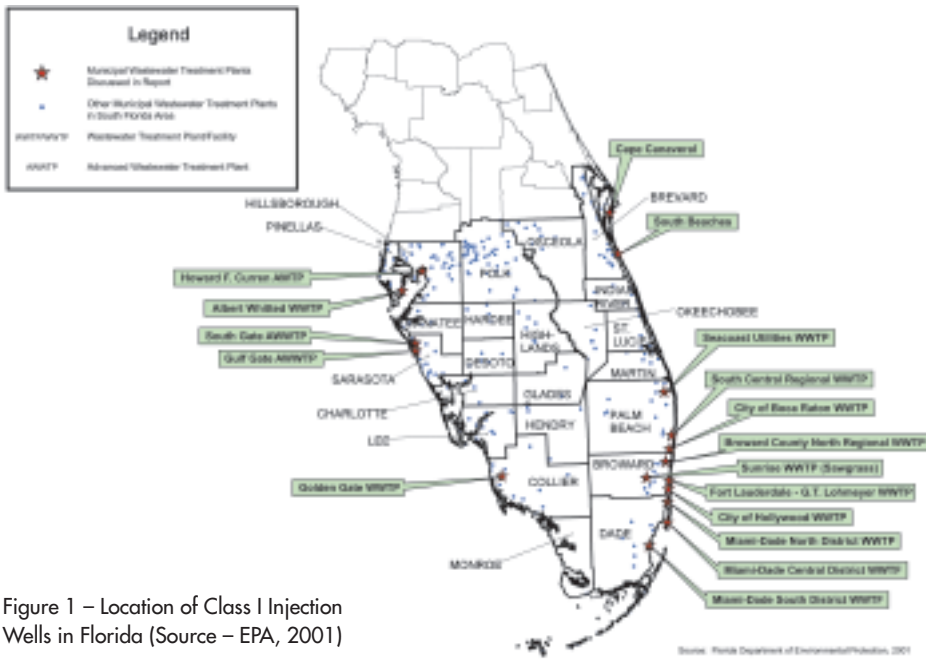 Legend
Municipal Wastewater Treatment Plants
Discussed in Report
Other Municipal Wastewater Treatment Plants
in South Florida Area
Wastewater Treatment Plant/Facility
AWWTP
Advanced Wastewater Treatment Plant
Cape Canaveral
HILLSBOROUGH
BREVARD
PINELLAS
South Beaches
OSCEOLA
POLK
Howard F. Curren AWTP
INDIAN
RIVER
Albert Whitted WWTP
OKEECHOBEE
MANATEE
HARDEE
HIGH-
LANDS
ST.
LUCIE
South Gate AWWTP
Seacoast Utilities WWTP
Gulf Gate AWWTP
DESOTO
MARTIN
SARASOTA
South Central Regional WWTP
GLADES
CHARLOTTE
City of Boca Raton WWTP
PALM
BEACH
HENDRY
LEE
Broward County North Regional WWTP
BROWARD
Sunrise WWTP (Sawgrass)
Golden Gate WWTP
COLLIER
Fort Lauderdale - G.T. Lohmeyer WWTP
City of Hollywood WWTP
DADE
Miami-Dade North District WWTP
MONROE
Miami-Dade Central District WWTP
Miami-Dade South District WWTP
Figure 1 – Location of Class I Injection
Wells in Florida (Source – EPA, 2001)
Source: Florida Department of Environmental Protection, 2001